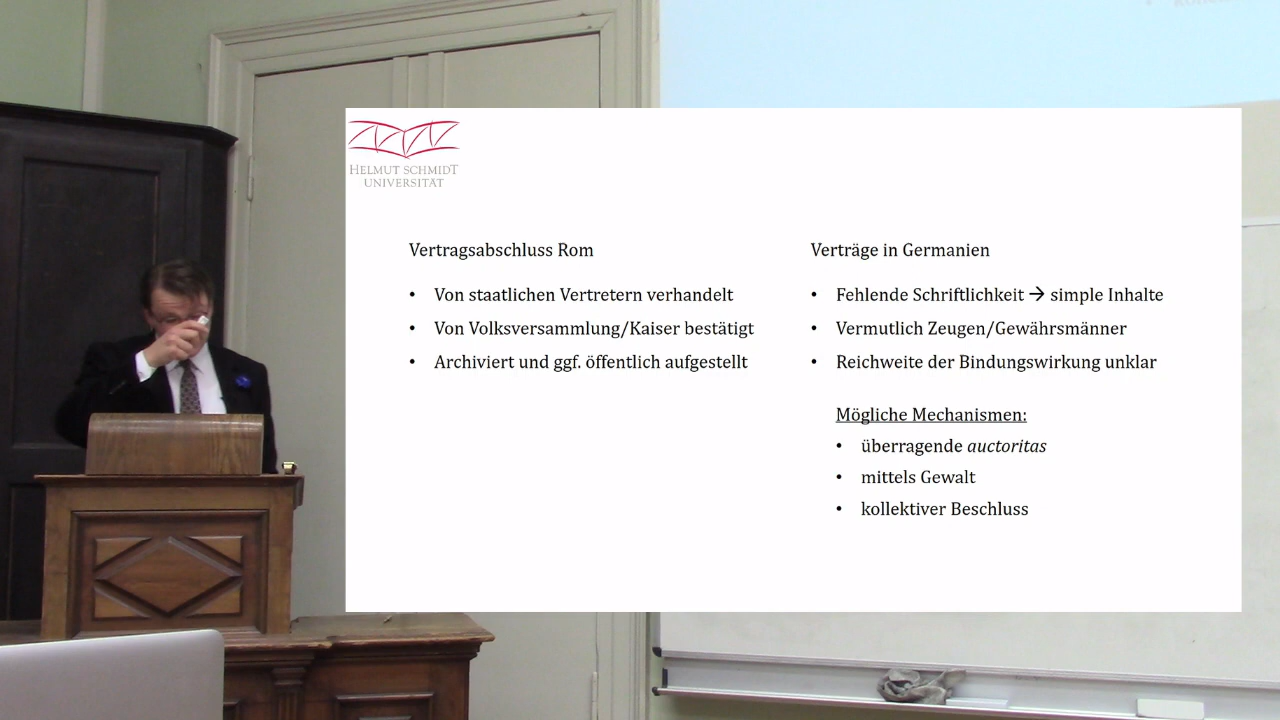 HELMUT SCHMIDT
UNIVERSITÄT
Vertragsabschluss Rom
• Von staatlichen Vertretern verhandelt
• Von Volksversammlung/Kaiser bestätigt
• Archiviert und ggf. öffentlich aufgestellt
Verträge in Germanien
• Fehlende Schriftlichkeit → simple Inhalte
• Vermutlich Zeugen/Gewährsmänner
• Reichweite der Bindungswirkung unklar
Mögliche Mechanismen:
• überragende auctoritas
• mittels Gewalt
• kollektiver Beschluss